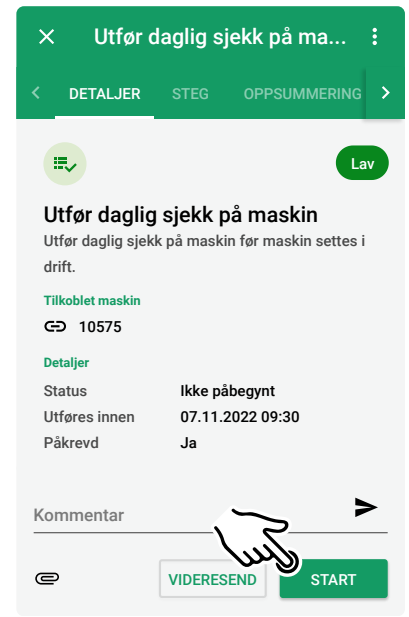 Utfør daglig sjekk på ma...
DETALJER STEG OPPSUMMERING
Lav
Utfør daglig sjekk på maskin
Utfør daglig sjekk på maskin før maskin settes i
drift.
Tilkoblet maskin
10575
Detaljer
Status Ikke påbegynt
Utføres innen 07.11.2022 09:30
Påkrevd Ja
Kommentar
VIDERESEND START